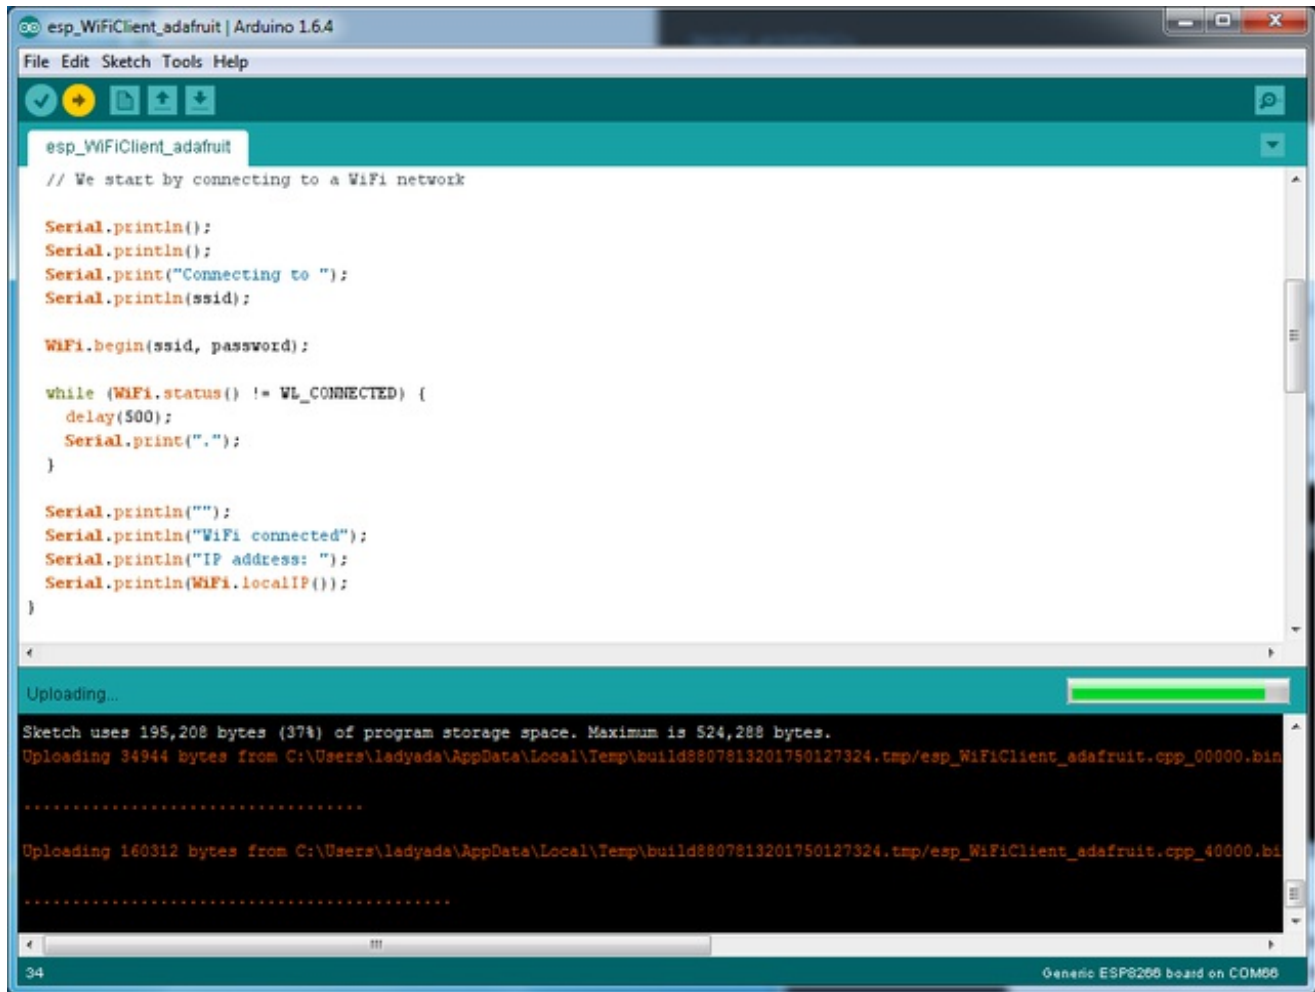 esp_WiFiClient_adafruit | Arduino 1.6.4
File Edit Sketch Tools Help
esp_WiFiClient_adafruit
// We start by connecting to a WiFi network
Serial.println();
Serial.println();
Serial.print("Connecting to ");
Serial.println(ssid);
WiFi.begin(ssid, password);
while (WiFi.status() != WL_CONNECTED) {
delay(500);
Serial.print(".");
}
Serial.println("");
Serial.println("WiFi connected");
Serial.println("IP address: ");
Serial.println(WiFi.localIP());
}
Uploading...
Sketch uses 195,208 bytes (37%) of program storage space. Maximum is 524,288 bytes.
Uploading 34944 bytes from C:\Users\ladyada\AppData\Local\Temp\build8807813201750127324.tmp/esp_WiFiClient_adafruit.cpp_00000.bin
...................................
Uploading 160312 bytes from C:\Users\ladyada\AppData\Local\Temp\build8807813201750127324.tmp/esp_WiFiClient_adafruit.cpp_40000.bi
............................................
34
Generic ESP8266 board on COM66